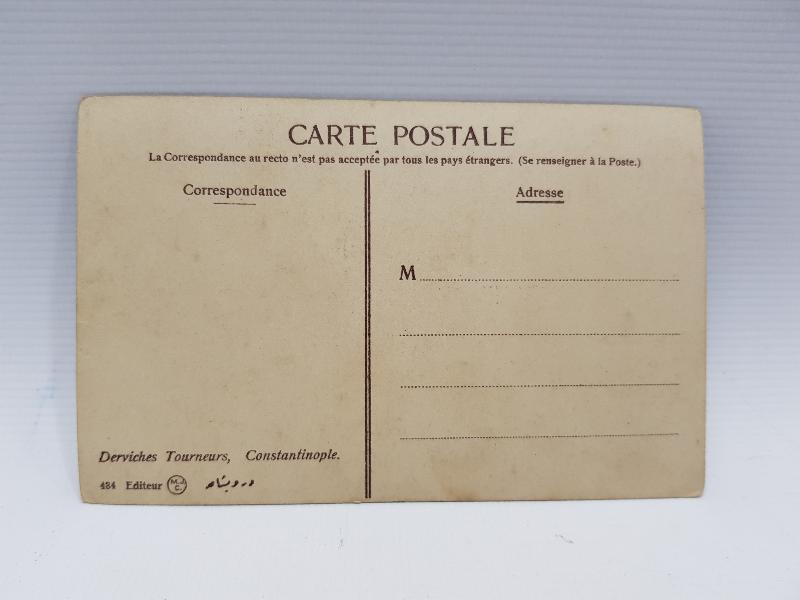 CARTE POSTALE
La Correspondance au recto n'est pas acceptée par tous les pays étrangers. (Se renseigner à la Poste.)
Correspondance
Adresse
M
Derviches Tourneurs, Constantinople.
484 Editeur M.J.C.